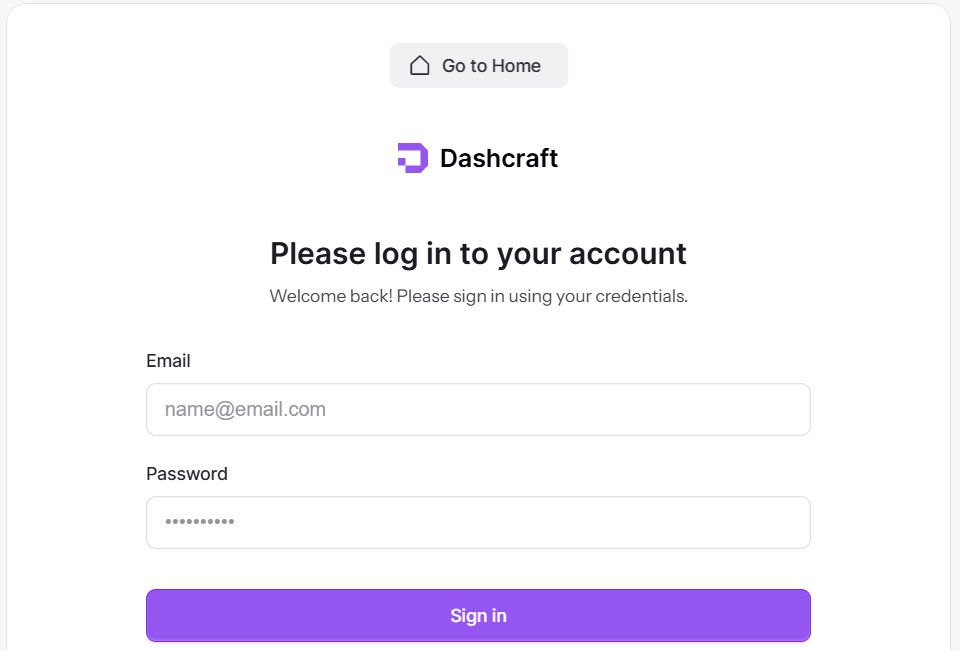 Go to Home
Dashcraft
Please log in to your account
Welcome back! Please sign in using your credentials.
Email
name@email.com
Password
••••••••••
Sign in